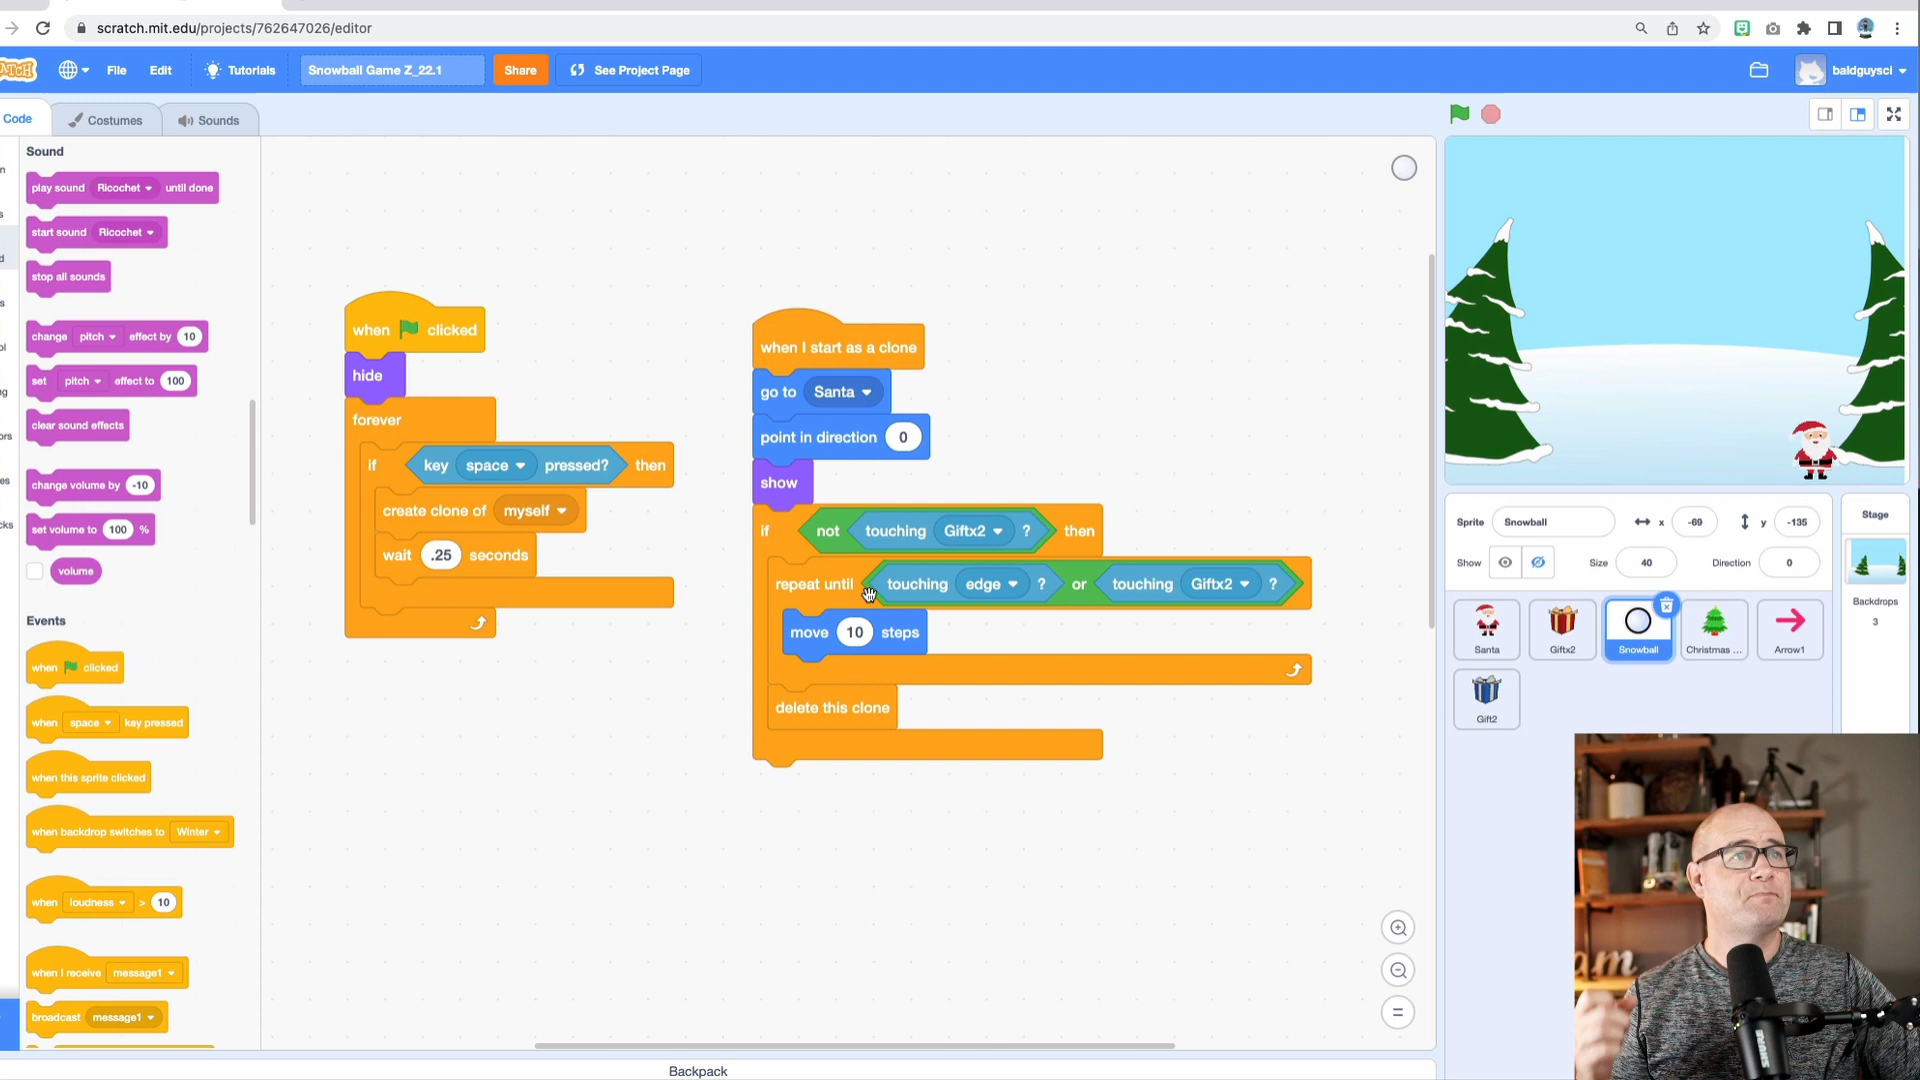 scratch.mit.edu/projects/762647026/editor
File Edit Tutorials Snowball Game Z_22.1 Share See Project Page baldguysci
Code Costumes Sounds
Sound
play sound Ricochet until done
start sound Ricochet
stop all sounds
change pitch effect by 10
set pitch effect to 100
clear sound effects
change volume by -10
set volume to 100 %
volume
Events
when clicked
when space key pressed
when this sprite clicked
when backdrop switches to Winter
when loudness > 10
when I receive message1
broadcast message1
when clicked
hide
forever
if key space pressed? then
create clone of myself
wait .25 seconds
when I start as a clone
go to Santa
point in direction 0
show
if not touching Giftx2 ? then
repeat until touching edge ? or touching Giftx2 ?
move 10 steps
delete this clone
Sprite Snowball x -69 y -135
Show Size 40 Direction 0
Santa Giftx2 Snowball Christmas ... Arrow1
Gift2
Stage
Backdrops
3
Backpack